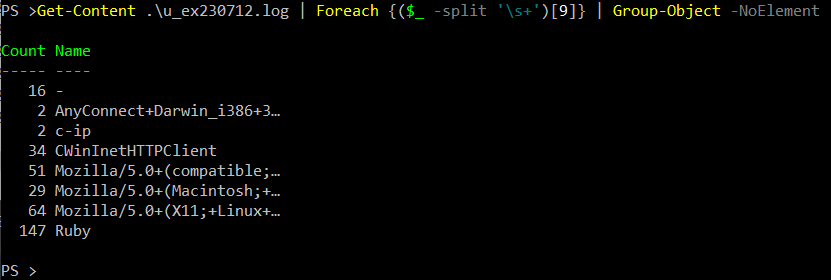 PS >Get-Content .\u_ex230712.log | Foreach {($_ -split '\s+')[9]} | Group-Object -NoElement
Count Name
----- ----
16 -
2 AnyConnect+Darwin_i386+3…
2 c-ip
34 CWinInetHTTPClient
51 Mozilla/5.0+(compatible;…
29 Mozilla/5.0+(Macintosh;+…
64 Mozilla/5.0+(X11;+Linux+…
147 Ruby
PS >